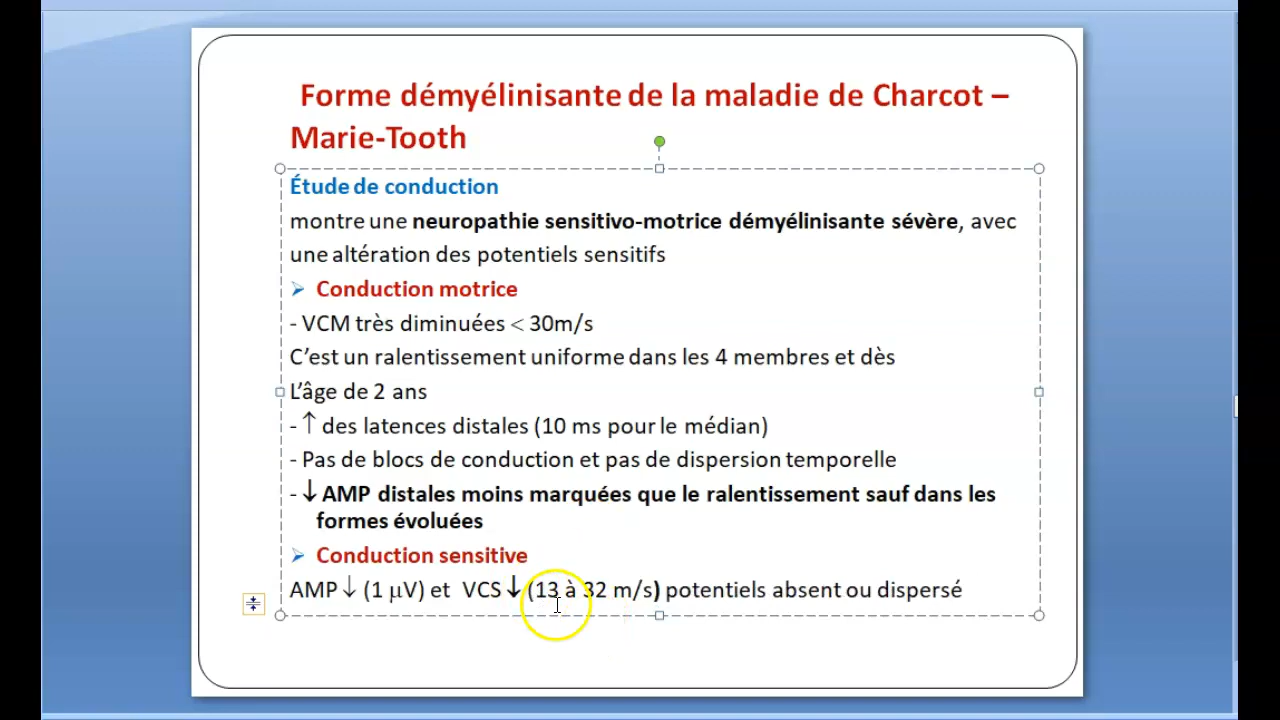 Forme démyélinisante de la maladie de Charcot –
Marie-Tooth
Étude de conduction
montre une neuropathie sensitivo-motrice démyélinisante sévère, avec
une altération des potentiels sensitifs
➢ Conduction motrice
- VCM très diminuées < 30m/s
C’est un ralentissement uniforme dans les 4 membres et dès
L’âge de 2 ans
- ↑ des latences distales (10 ms pour le médian)
- Pas de blocs de conduction et pas de dispersion temporelle
- ↓ AMP distales moins marquées que le ralentissement sauf dans les
formes évoluées
➢ Conduction sensitive
AMP ↓ (1 µV) et VCS ↓ (13 à 32 m/s) potentiels absent ou dispersé